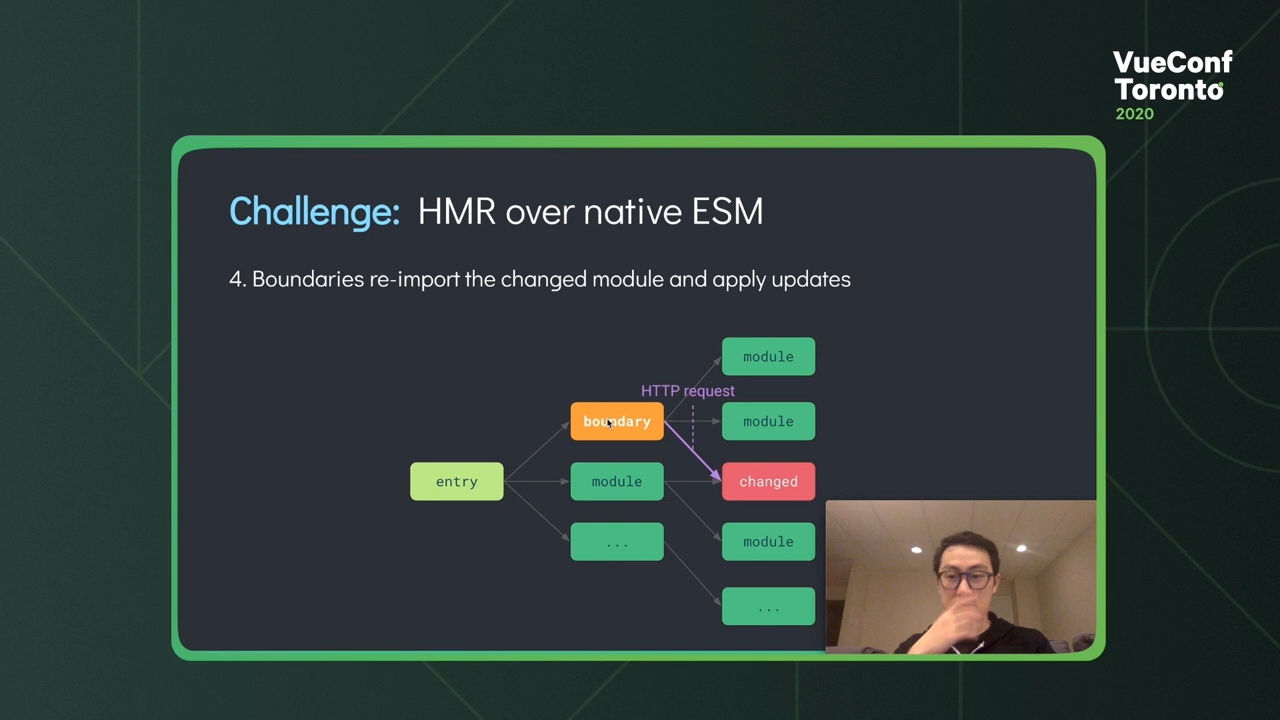 VueConf
Toronto
2020
Challenge: HMR over native ESM
4. Boundaries re-import the changed module and apply updates
module
HTTP request
boundary
module
entry
module
changed
...
module
...